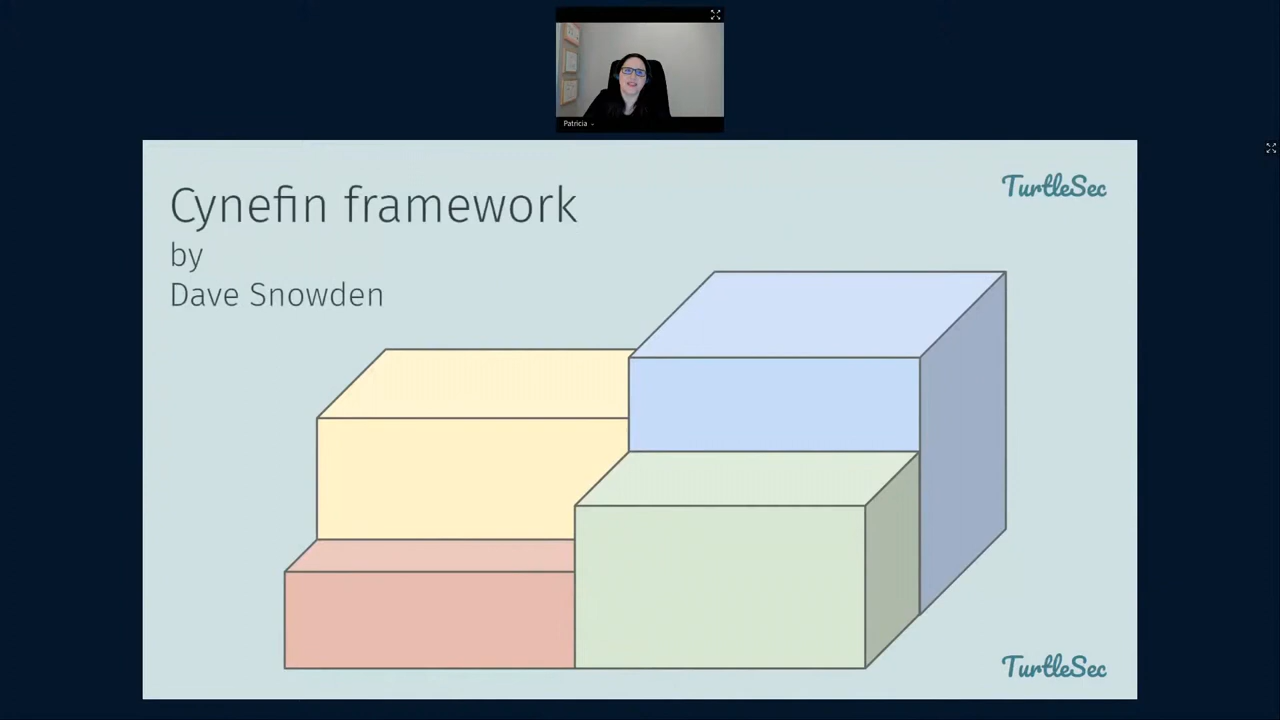 Patricia
Cynefin framework
by
Dave Snowden
TurtleSec
TurtleSec